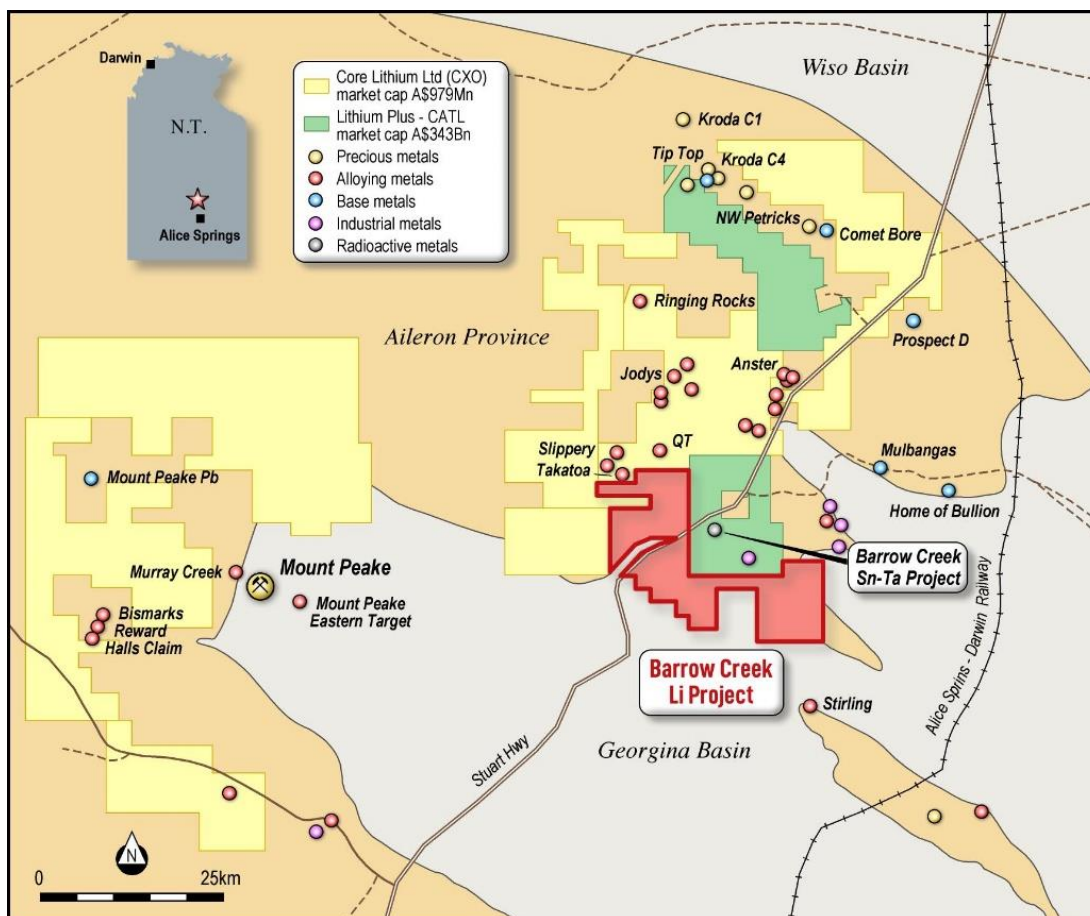 Darwin
N.T.
Alice Springs
Core Lithium Ltd (CXO)
market cap A$979Mn
Lithium Plus - CATL
market cap A$343Bn
Precious metals
Alloying metals
Base metals
Industrial metals
Radioactive metals
Wiso Basin
Kroda C1
Tip Top
Kroda C4
NW Petricks
Comet Bore
Ringing Rocks
Prospect D
Aileron Province
Jodys
Anster
Slippery
QT
Takatoa
Mulbangas
Mount Peake Pb
Home of Bullion
Barrow Creek
Sn-Ta Project
Murray Creek
Mount Peake
Mount Peake
Eastern Target
Bismarks
Reward
Halls Claim
Barrow Creek
Li Project
Stirling
Alice Sprins - Darwin Railway
Georgina Basin
Stuart Hwy
N
0
25km